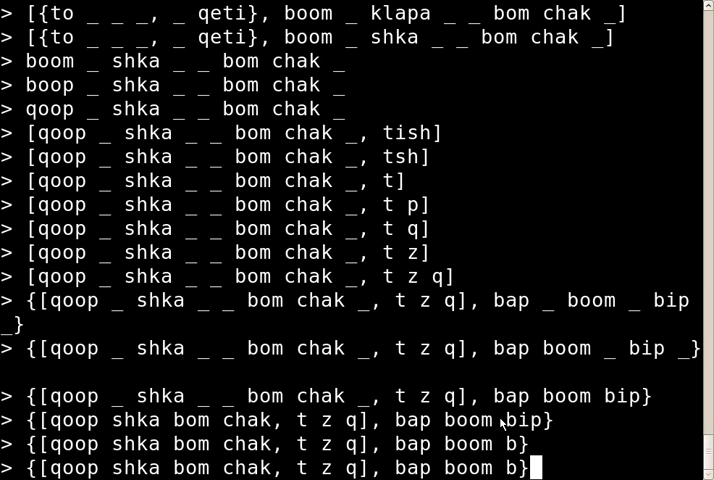 > [{to _ _ _, _ qeti}, boom _ klapa _ _ bom chak _]
> [{to _ _ _, _ qeti}, boom _ shka _ _ bom chak _]
> boom _ shka _ _ bom chak _
> boop _ shka _ _ bom chak _
> qoop _ shka _ _ bom chak _
> [qoop _ shka _ _ bom chak _, tish]
> [qoop _ shka _ _ bom chak _, tsh]
> [qoop _ shka _ _ bom chak _, t]
> [qoop _ shka _ _ bom chak _, t p]
> [qoop _ shka _ _ bom chak _, t q]
> [qoop _ shka _ _ bom chak _, t z]
> [qoop _ shka _ _ bom chak _, t z q]
> {[qoop _ shka _ _ bom chak _, t z q], bap _ boom _ bip
_}
> {[qoop _ shka _ _ bom chak _, t z q], bap boom _ bip _}
> {[qoop _ shka _ _ bom chak _, t z q], bap boom bip}
> {[qoop shka bom chak, t z q], bap boom bip}
> {[qoop shka bom chak, t z q], bap boom b}
> {[qoop shka bom chak, t z q], bap boom b}